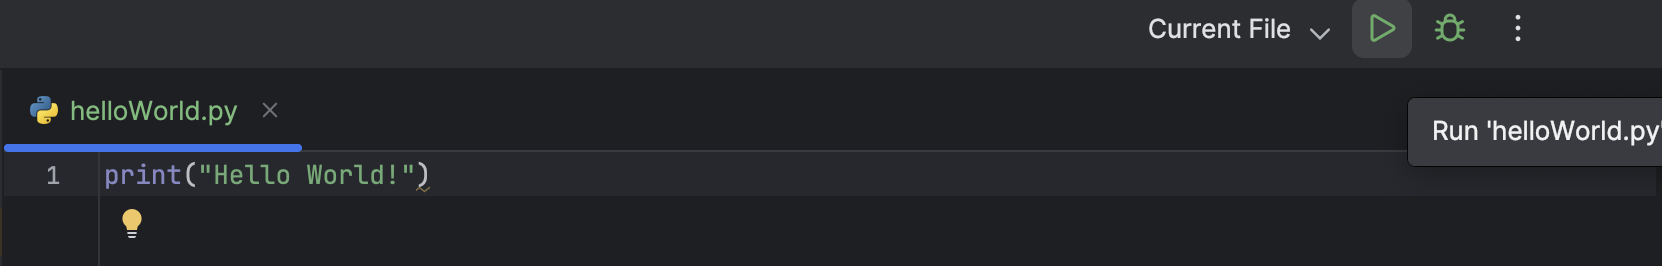 Current File
helloWorld.py
Run 'helloWorld.py'
1 print("Hello World!")